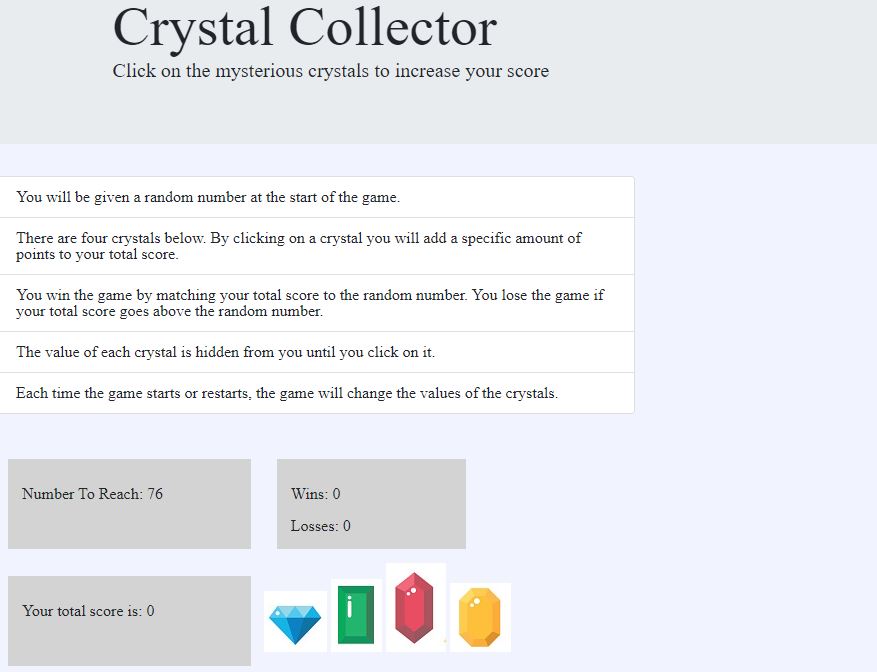 Crystal Collector
Click on the mysterious crystals to increase your score
You will be given a random number at the start of the game.
There are four crystals below. By clicking on a crystal you will add a specific amount of
points to your total score.
You win the game by matching your total score to the random number. You lose the game if
your total score goes above the random number.
The value of each crystal is hidden from you until you click on it.
Each time the game starts or restarts, the game will change the values of the crystals.
Number To Reach: 76
Wins: 0
Losses: 0
Your total score is: 0